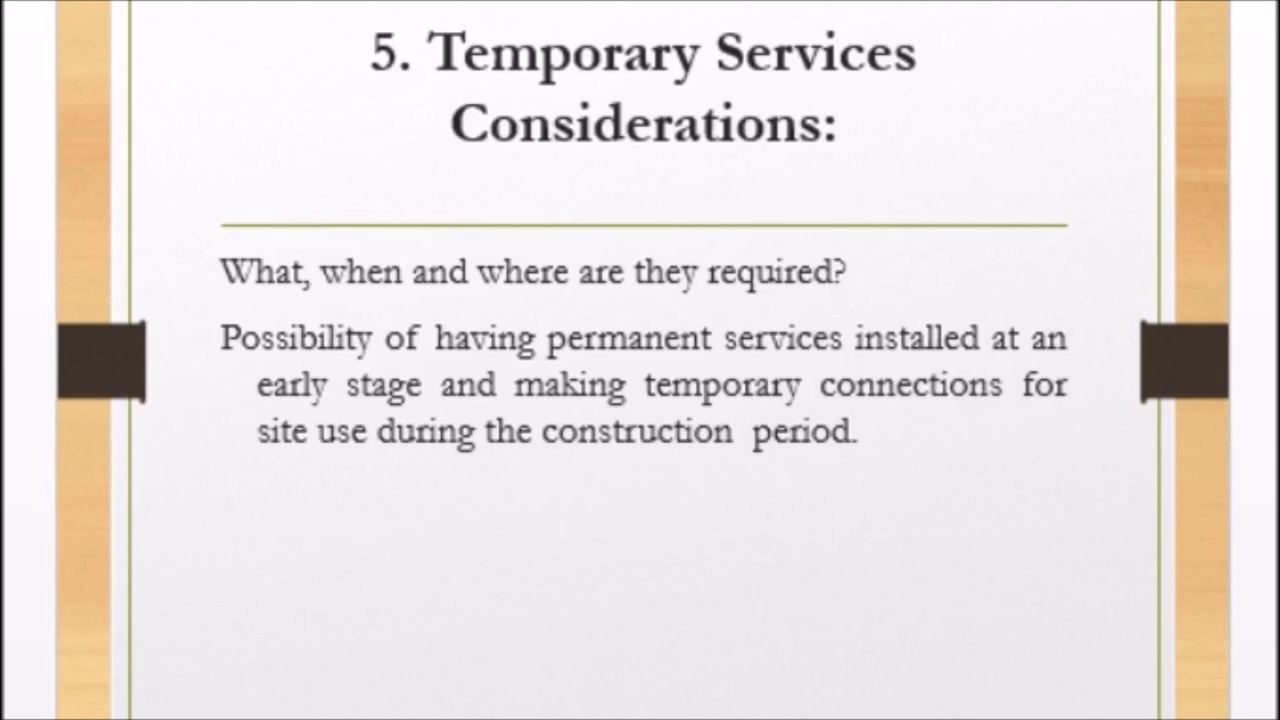 5. Temporary Services
Considerations:
What, when and where are they required?
Possibility of having permanent services installed at an
early stage and making temporary connections for
site use during the construction period.